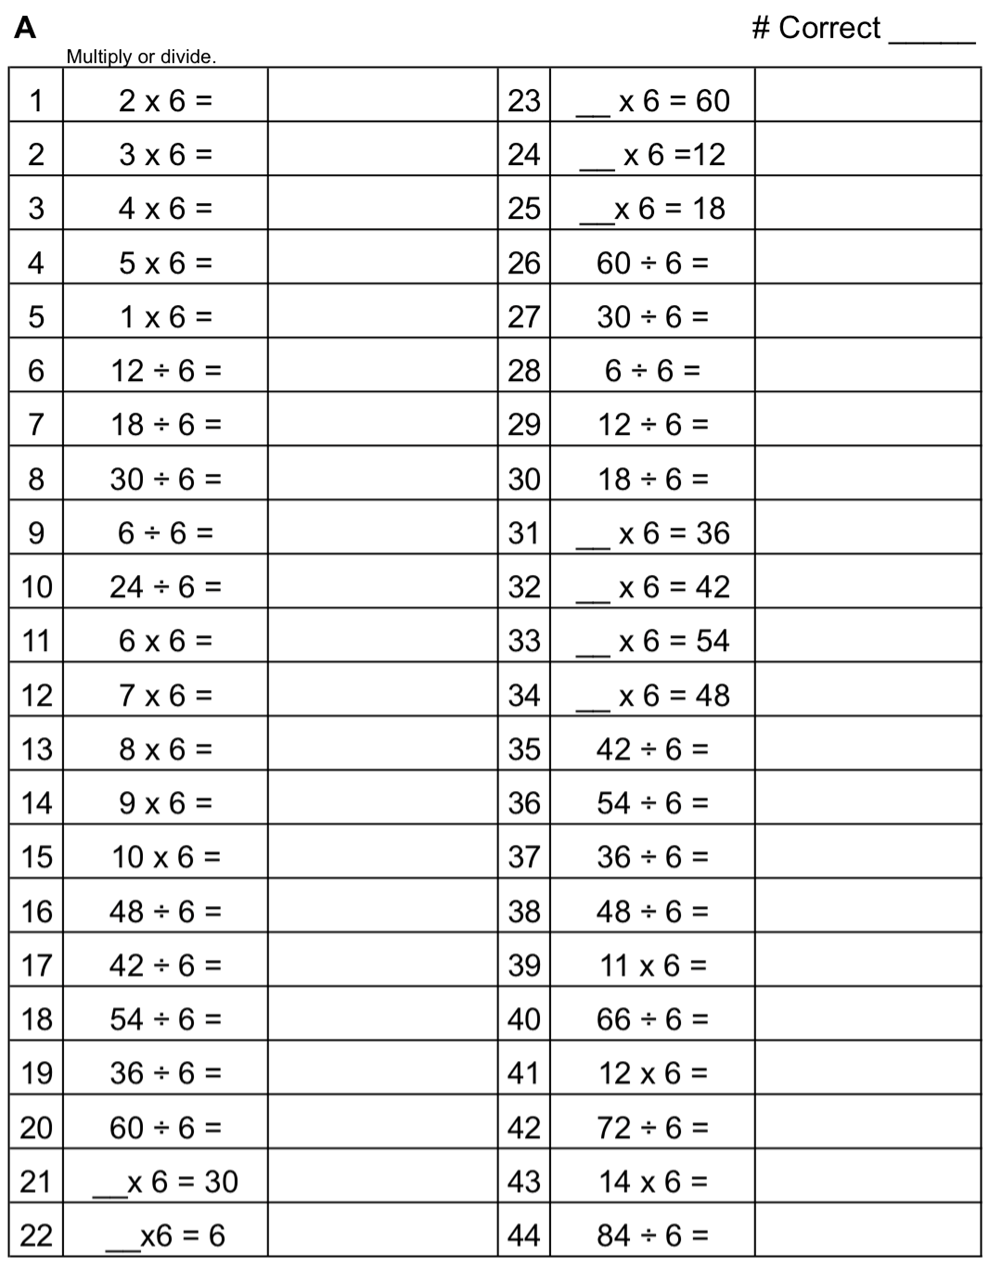 A # Correct _____
Multiply or divide.
1 2 x 6 = 23 __ x 6 = 60
2 3 x 6 = 24 __ x 6 =12
3 4 x 6 = 25 __x 6 = 18
4 5 x 6 = 26 60 ÷ 6 =
5 1 x 6 = 27 30 ÷ 6 =
6 12 ÷ 6 = 28 6 ÷ 6 =
7 18 ÷ 6 = 29 12 ÷ 6 =
8 30 ÷ 6 = 30 18 ÷ 6 =
9 6 ÷ 6 = 31 __ x 6 = 36
10 24 ÷ 6 = 32 __ x 6 = 42
11 6 x 6 = 33 __ x 6 = 54
12 7 x 6 = 34 __ x 6 = 48
13 8 x 6 = 35 42 ÷ 6 =
14 9 x 6 = 36 54 ÷ 6 =
15 10 x 6 = 37 36 ÷ 6 =
16 48 ÷ 6 = 38 48 ÷ 6 =
17 42 ÷ 6 = 39 11 x 6 =
18 54 ÷ 6 = 40 66 ÷ 6 =
19 36 ÷ 6 = 41 12 x 6 =
20 60 ÷ 6 = 42 72 ÷ 6 =
21 __x 6 = 30 43 14 x 6 =
22 __x6 = 6 44 84 ÷ 6 =